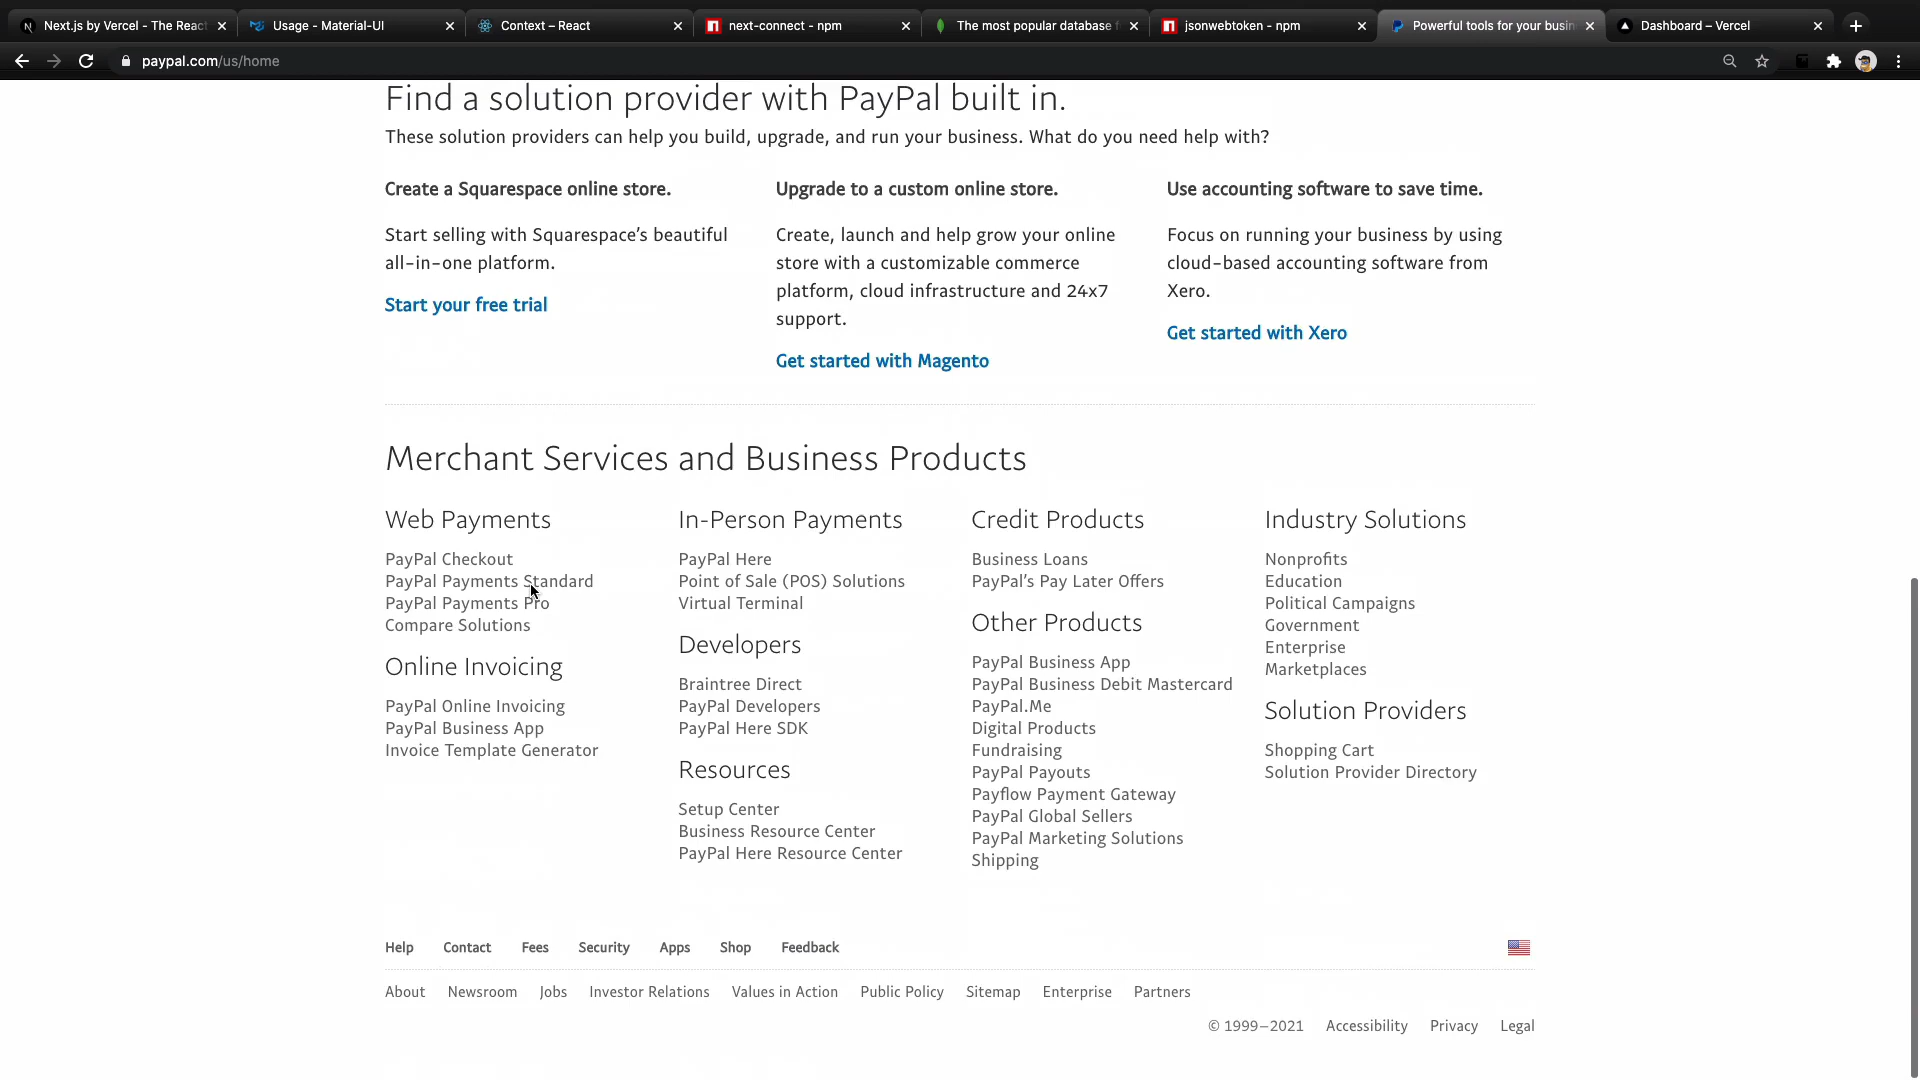 Next.js by Vercel - The React
Usage - Material-UI
Context – React
next-connect - npm
The most popular database f
jsonwebtoken - npm
Powerful tools for your busin
Dashboard – Vercel
paypal.com/us/home
Find a solution provider with PayPal built in.
These solution providers can help you build, upgrade, and run your business. What do you need help with?
Create a Squarespace online store.
Start selling with Squarespace's beautiful
all-in-one platform.
Start your free trial
Upgrade to a custom online store.
Create, launch and help grow your online
store with a customizable commerce
platform, cloud infrastructure and 24x7
support.
Get started with Magento
Use accounting software to save time.
Focus on running your business by using
cloud-based accounting software from
Xero.
Get started with Xero
Merchant Services and Business Products
Web Payments
PayPal Checkout
PayPal Payments Standard
PayPal Payments Pro
Compare Solutions
Online Invoicing
PayPal Online Invoicing
PayPal Business App
Invoice Template Generator
In-Person Payments
PayPal Here
Point of Sale (POS) Solutions
Virtual Terminal
Developers
Braintree Direct
PayPal Developers
PayPal Here SDK
Resources
Setup Center
Business Resource Center
PayPal Here Resource Center
Credit Products
Business Loans
PayPal's Pay Later Offers
Other Products
PayPal Business App
PayPal Business Debit Mastercard
PayPal.Me
Digital Products
Fundraising
PayPal Payouts
Payflow Payment Gateway
PayPal Global Sellers
PayPal Marketing Solutions
Shipping
Industry Solutions
Nonprofits
Education
Political Campaigns
Government
Enterprise
Marketplaces
Solution Providers
Shopping Cart
Solution Provider Directory
Help Contact Fees Security Apps Shop Feedback
About Newsroom Jobs Investor Relations Values in Action Public Policy Sitemap Enterprise Partners
© 1999–2021 Accessibility Privacy Legal